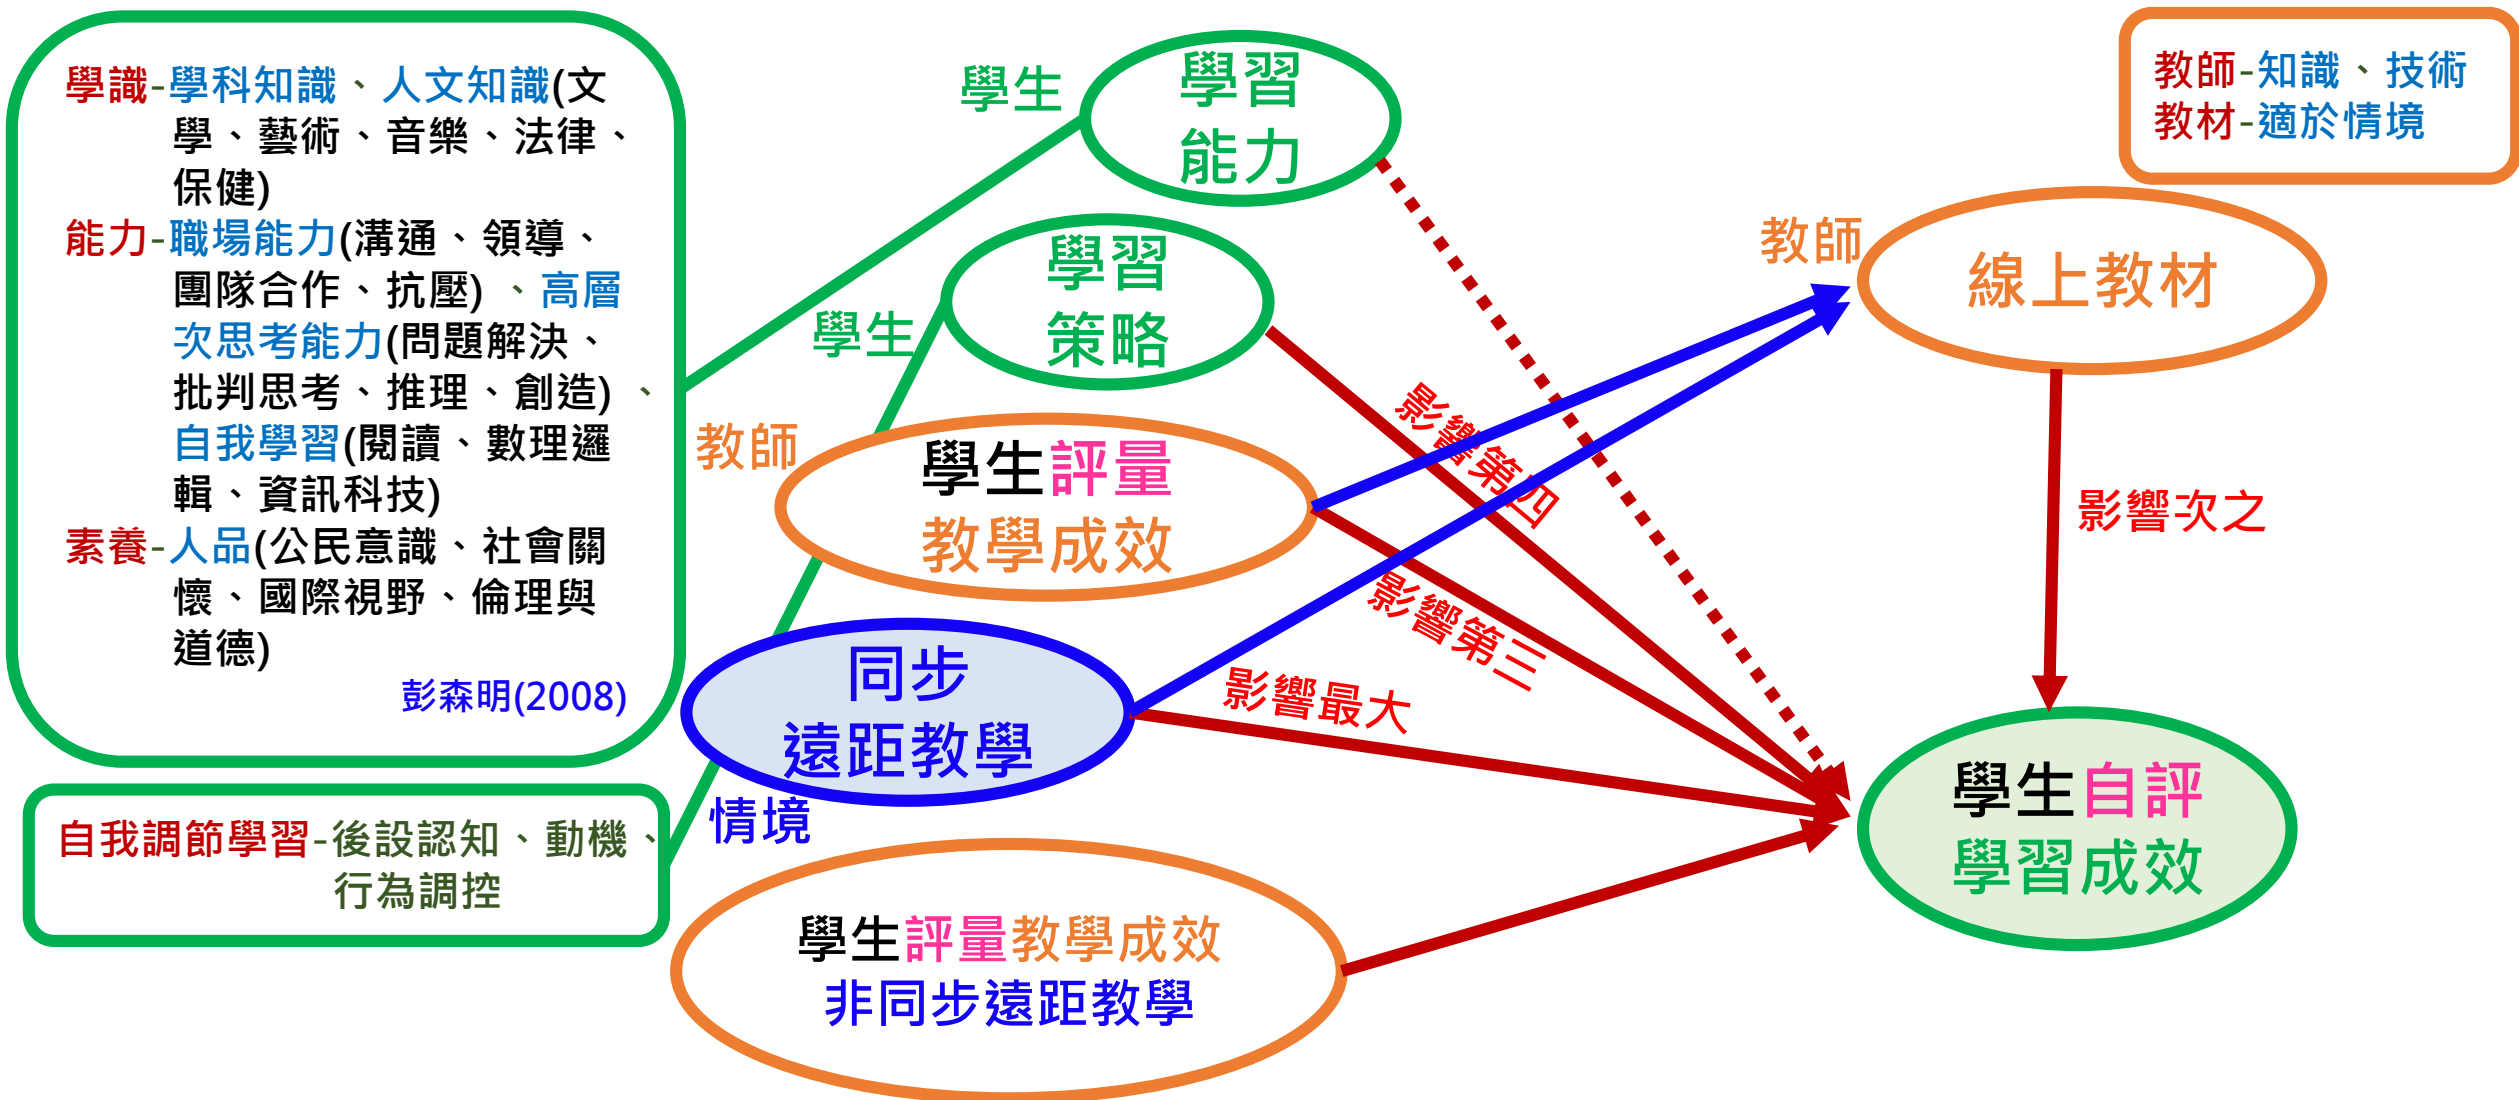 學識-學科知識、人文知識(文
學、藝術、音樂、法律、
保健)
能力-職場能力(溝通、領導、
團隊合作、抗壓)、高層
次思考能力(問題解決、
批判思考、推理、創造)、
自我學習(閱讀、數理邏
輯、資訊科技)
素養-人品(公民意識、社會關
懷、國際視野、倫理與
道德)
彭森明(2008)
自我調節學習-後設認知、動機、
行為調控
學生
學習
能力
學生
學習
策略
教師
學生評量
教學成效
同步
遠距教學
情境
學生評量教學成效
非同步遠距教學
影響第四
影響第三
影響最大
教師-知識、技術
教材-適於情境
教師
線上教材
影響次之
學生自評
學習成效